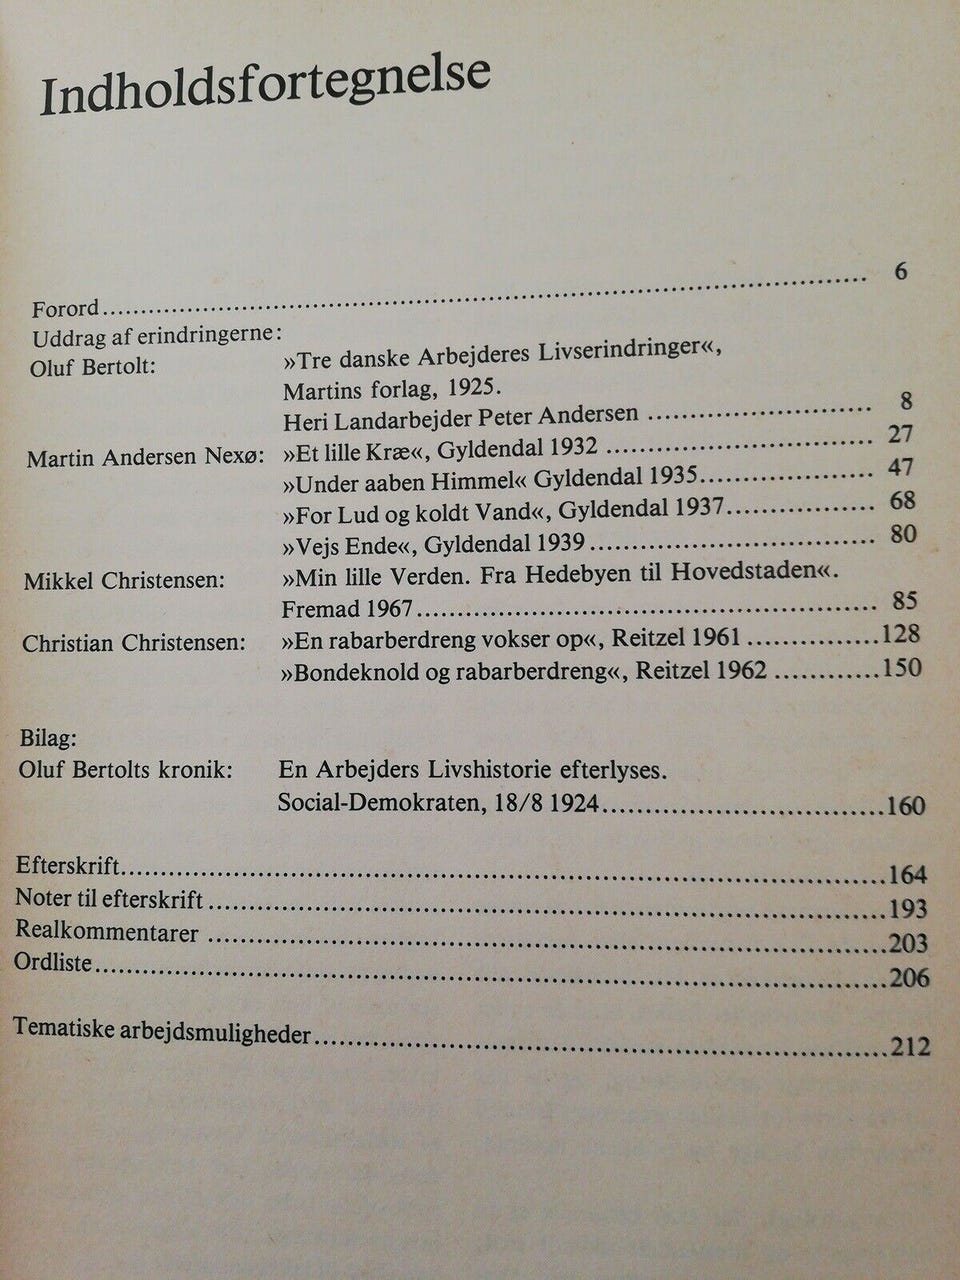 Indholdsfortegnelse
Forord 6
Uddrag af erindringerne:
Oluf Bertolt: »Tre danske Arbejderes Livserindringer«,
Martins forlag, 1925.
Heri Landarbejder Peter Andersen 8
Martin Andersen Nexø: »Et lille Kræ«, Gyldendal 1932 27
»Under aaben Himmel« Gyldendal 1935 47
»For Lud og koldt Vand«, Gyldendal 1937 68
»Vejs Ende«, Gyldendal 1939 80
Mikkel Christensen: »Min lille Verden. Fra Hedebyen til Hovedstaden«.
Fremad 1967 85
Christian Christensen: »En rabarberdreng vokser op«, Reitzel 1961 128
»Bondeknold og rabarberdreng«, Reitzel 1962 150
Bilag:
Oluf Bertolts kronik: En Arbejders Livshistorie efterlyses.
Social-Demokraten, 18/8 1924 160
Efterskrift 164
Noter til efterskrift 193
Realkommentarer 203
Ordliste 206
Tematiske arbejdsmuligheder 212